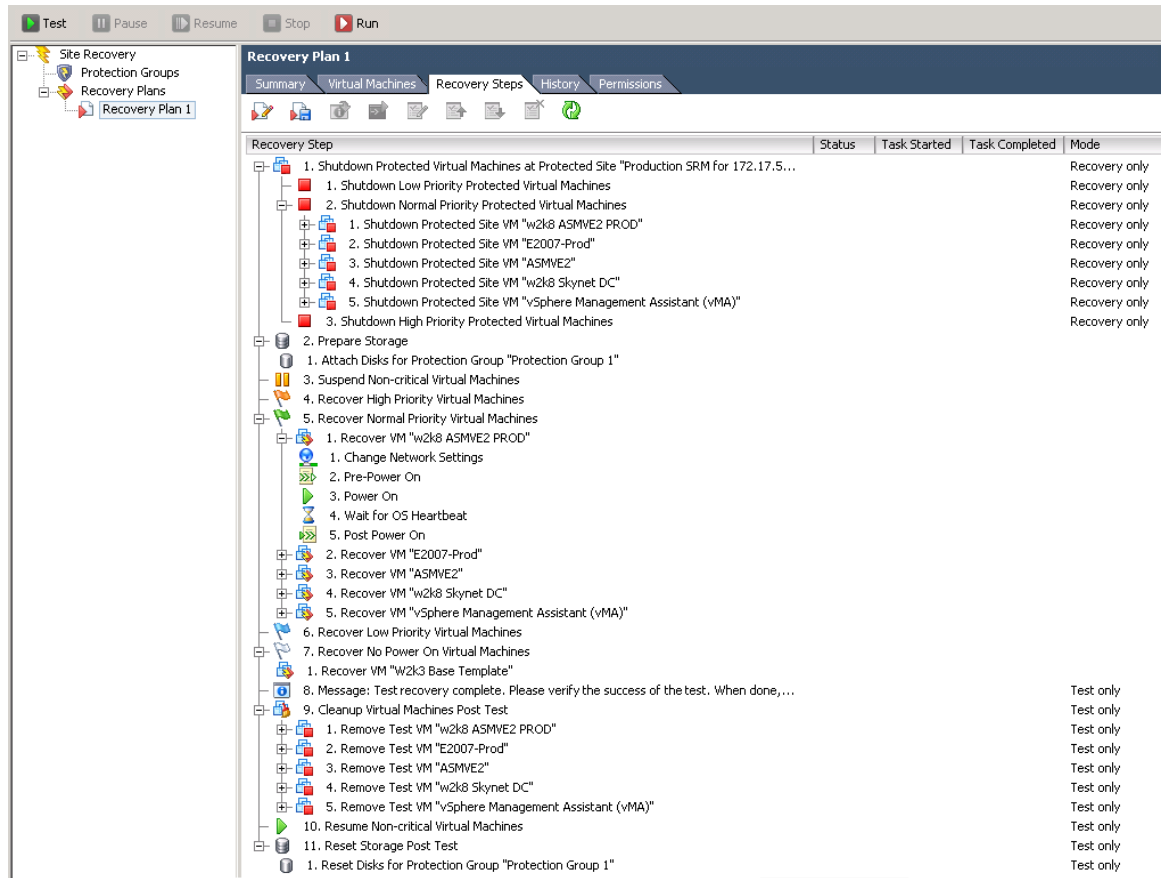 Test Pause Resume Stop Run
Site Recovery
Protection Groups
Recovery Plans
Recovery Plan 1
Recovery Plan 1
Summary Virtual Machines Recovery Steps History Permissions
Recovery Step Status Task Started Task Completed Mode
1. Shutdown Protected Virtual Machines at Protected Site "Production SRM for 172.17.5... Recovery only
1. Shutdown Low Priority Protected Virtual Machines Recovery only
2. Shutdown Normal Priority Protected Virtual Machines Recovery only
1. Shutdown Protected Site VM "w2k8 ASMVE2 PROD" Recovery only
2. Shutdown Protected Site VM "E2007-Prod" Recovery only
3. Shutdown Protected Site VM "ASMVE2" Recovery only
4. Shutdown Protected Site VM "w2k8 Skynet DC" Recovery only
5. Shutdown Protected Site VM "vSphere Management Assistant (vMA)" Recovery only
3. Shutdown High Priority Protected Virtual Machines Recovery only
2. Prepare Storage
1. Attach Disks for Protection Group "Protection Group 1"
3. Suspend Non-critical Virtual Machines
4. Recover High Priority Virtual Machines
5. Recover Normal Priority Virtual Machines
1. Recover VM "w2k8 ASMVE2 PROD"
1. Change Network Settings
2. Pre-Power On
3. Power On
4. Wait for OS Heartbeat
5. Post Power On
2. Recover VM "E2007-Prod"
3. Recover VM "ASMVE2"
4. Recover VM "w2k8 Skynet DC"
5. Recover VM "vSphere Management Assistant (vMA)"
6. Recover Low Priority Virtual Machines
7. Recover No Power On Virtual Machines
1. Recover VM "W2k3 Base Template"
8. Message: Test recovery complete. Please verify the success of the test. When done,... Test only
9. Cleanup Virtual Machines Post Test Test only
1. Remove Test VM "w2k8 ASMVE2 PROD" Test only
2. Remove Test VM "E2007-Prod" Test only
3. Remove Test VM "ASMVE2" Test only
4. Remove Test VM "w2k8 Skynet DC" Test only
5. Remove Test VM "vSphere Management Assistant (vMA)" Test only
10. Resume Non-critical Virtual Machines Test only
11. Reset Storage Post Test Test only
1. Reset Disks for Protection Group "Protection Group 1" Test only